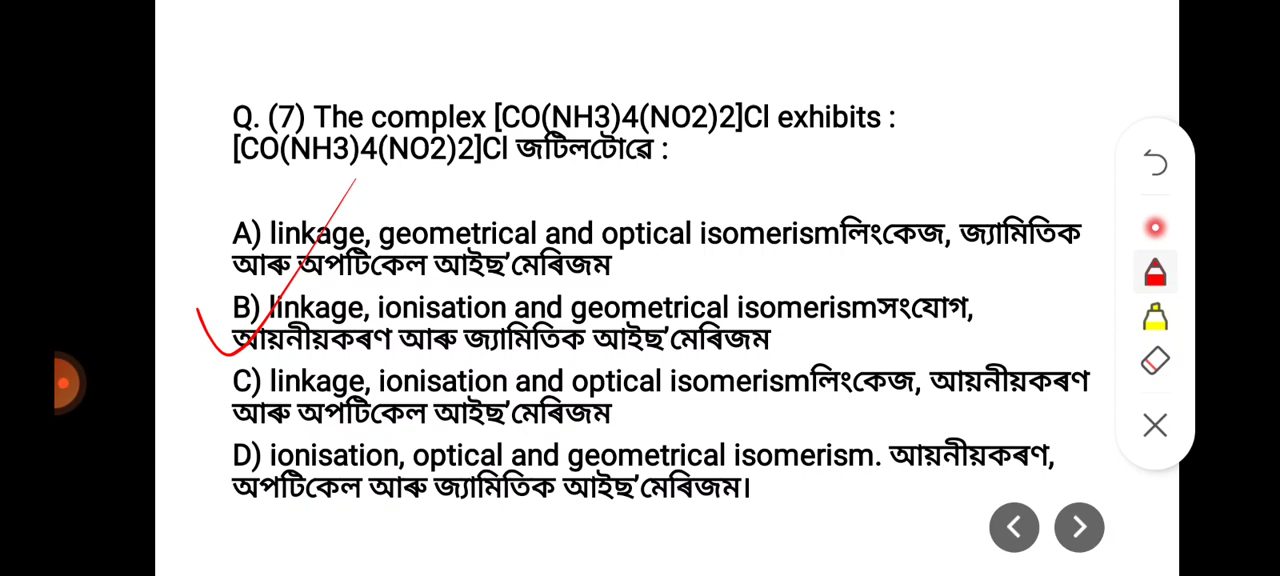 Q. (7) The complex [CO(NH3)4(NO2)2]Cl exhibits :
[CO(NH3)4(NO2)2]Cl জটিলটোৱে :
A) linkage, geometrical and optical isomerismলিংকেজ, জ্যামিতিক
আৰু অপটিকেল আইছ'মেৰিজম
B) linkage, ionisation and geometrical isomerismসংযোগ,
আয়নীয়কৰণ আৰু জ্যামিতিক আইছ'মেৰিজম
C) linkage, ionisation and optical isomerismলিংকেজ, আয়নীয়কৰণ
আৰু অপটিকেল আইছ'মেৰিজম
D) ionisation, optical and geometrical isomerism. আয়নীয়কৰণ,
অপটিকেল আৰু জ্যামিতিক আইছ'মেৰিজম।